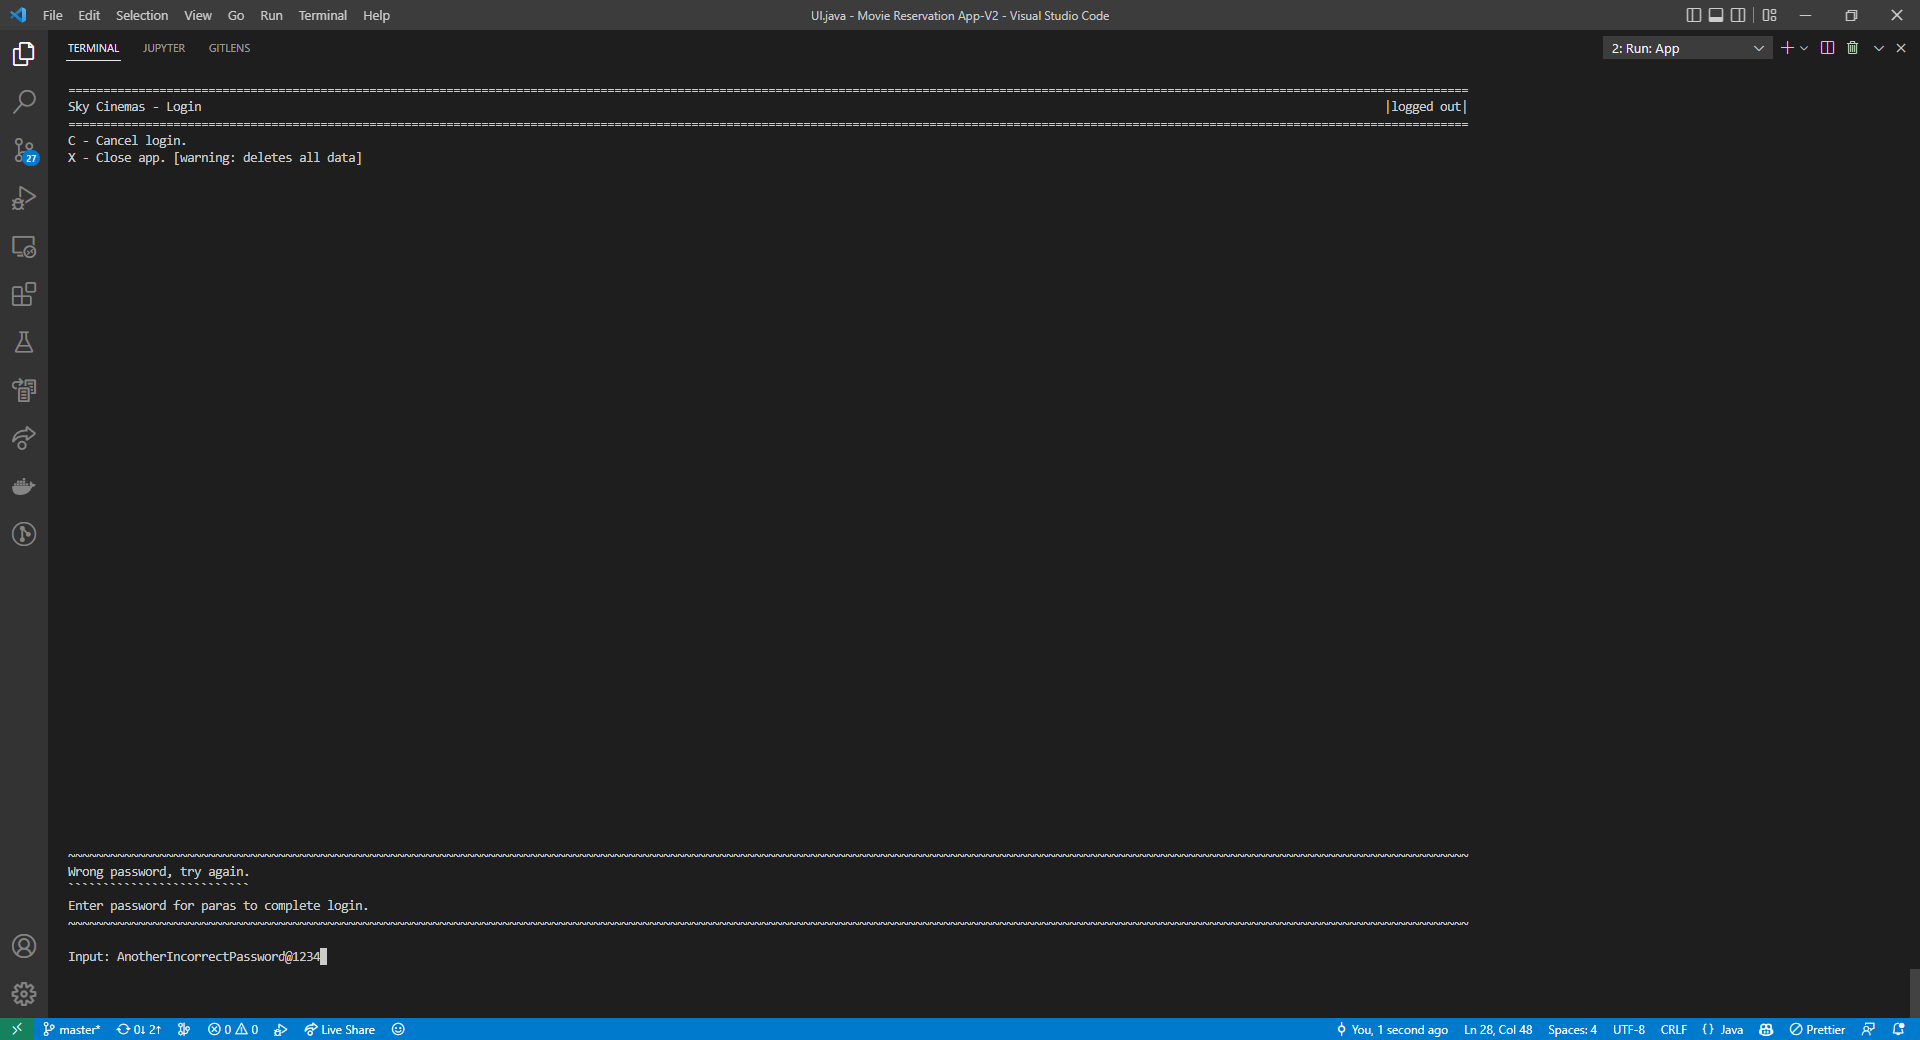 File Edit Selection View Go Run Terminal Help
UI.java - Movie Reservation App-V2 - Visual Studio Code
TERMINAL JUPYTER GITLENS
2: Run: App
Sky Cinemas - Login |logged out|
C - Cancel login.
X - Close app. [warning: deletes all data]
27
Wrong password, try again.
Enter password for paras to complete login.
Input: AnotherIncorrectPassword@1234
master* 0↓ 2↑ 0 0 Live Share
You, 1 second ago Ln 28, Col 48 Spaces: 4 UTF-8 CRLF {} Java Prettier